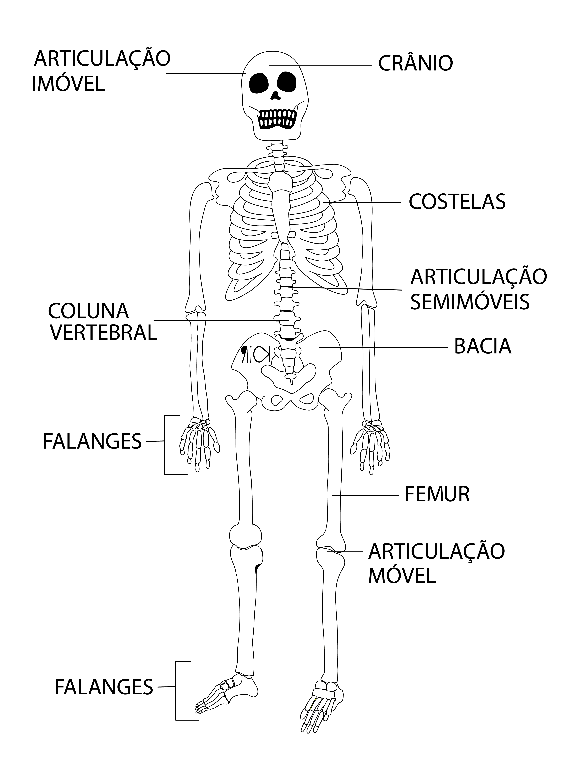 ARTICULAÇÃO
IMÓVEL
CRÂNIO
COSTELAS
ARTICULAÇÃO
SEMIMÓVEIS
COLUNA
VERTEBRAL
BACIA
FALANGES
FEMUR
ARTICULAÇÃO
MÓVEL
FALANGES